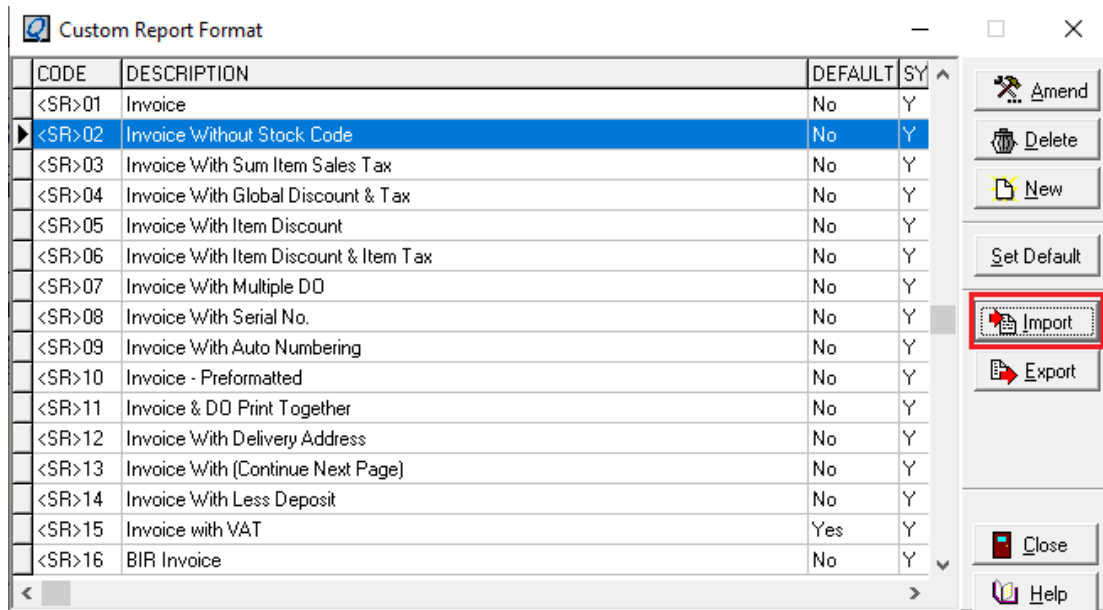 Custom Report Format
CODE DESCRIPTION DEFAULT SY
<SR>01 Invoice No Y
<SR>02 Invoice Without Stock Code No Y
<SR>03 Invoice With Sum Item Sales Tax No Y
<SR>04 Invoice With Global Discount & Tax No Y
<SR>05 Invoice With Item Discount No Y
<SR>06 Invoice With Item Discount & Item Tax No Y
<SR>07 Invoice With Multiple DO No Y
<SR>08 Invoice With Serial No. No Y
<SR>09 Invoice With Auto Numbering No Y
<SR>10 Invoice - Preformatted No Y
<SR>11 Invoice & DO Print Together No Y
<SR>12 Invoice With Delivery Address No Y
<SR>13 Invoice With (Continue Next Page) No Y
<SR>14 Invoice With Less Deposit No Y
<SR>15 Invoice with VAT Yes Y
<SR>16 BIR Invoice No Y
Amend
Delete
New
Set Default
Import
Export
Close
Help